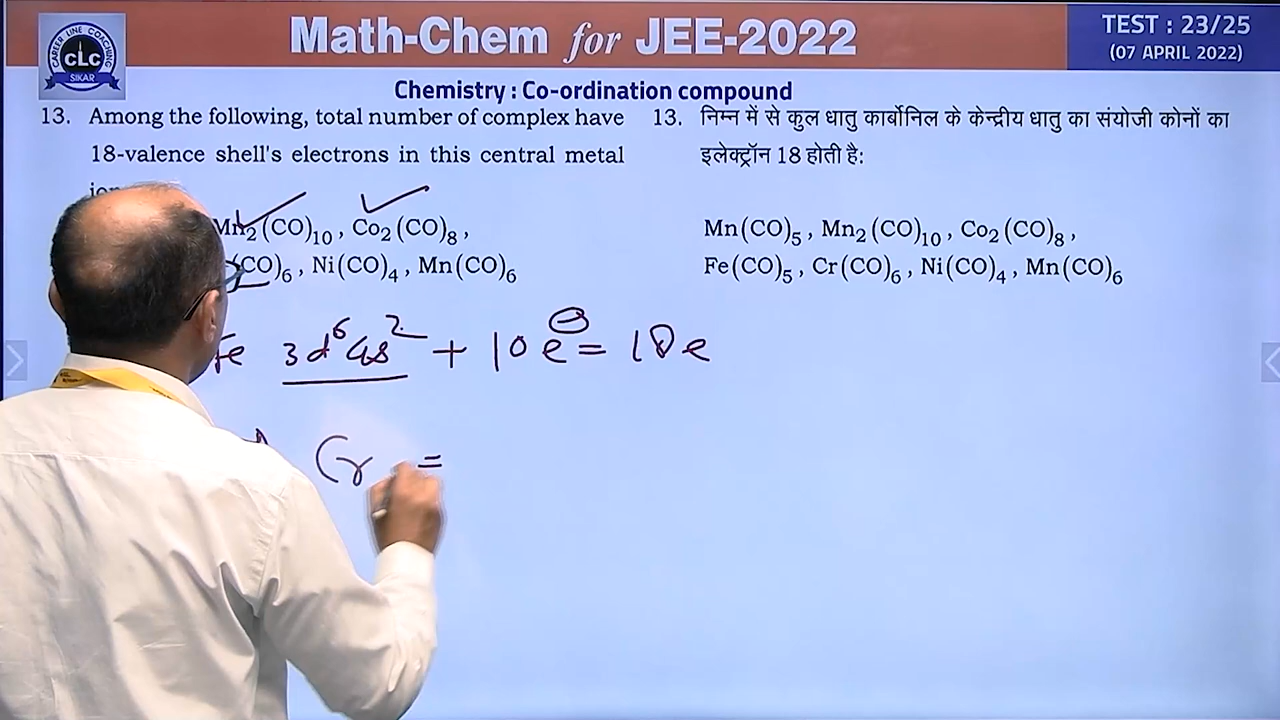 Math-Chem for JEE-2022
TEST : 23/25
(07 APRIL 2022)
CAREER LINE COACHING
CLC
SIKAR
Chemistry : Co-ordination compound
13. Among the following, total number of complex have
18-valence shell's electrons in this central metal
Mn₂(CO)₁₀ , Co₂(CO)₈ ,
(CO)₆ , Ni(CO)₄ , Mn(CO)₆
13. निम्न में से कुल धातु कार्बोनिल के केन्द्रीय धातु का संयोजी कोनों का
इलेक्ट्रॉन 18 होती है:
Mn(CO)₅ , Mn₂(CO)₁₀ , Co₂(CO)₈ ,
Fe(CO)₅ , Cr(CO)₆ , Ni(CO)₄ , Mn(CO)₆
Fe 3d⁶4s² + 10e⊖ = 18e
Cr =